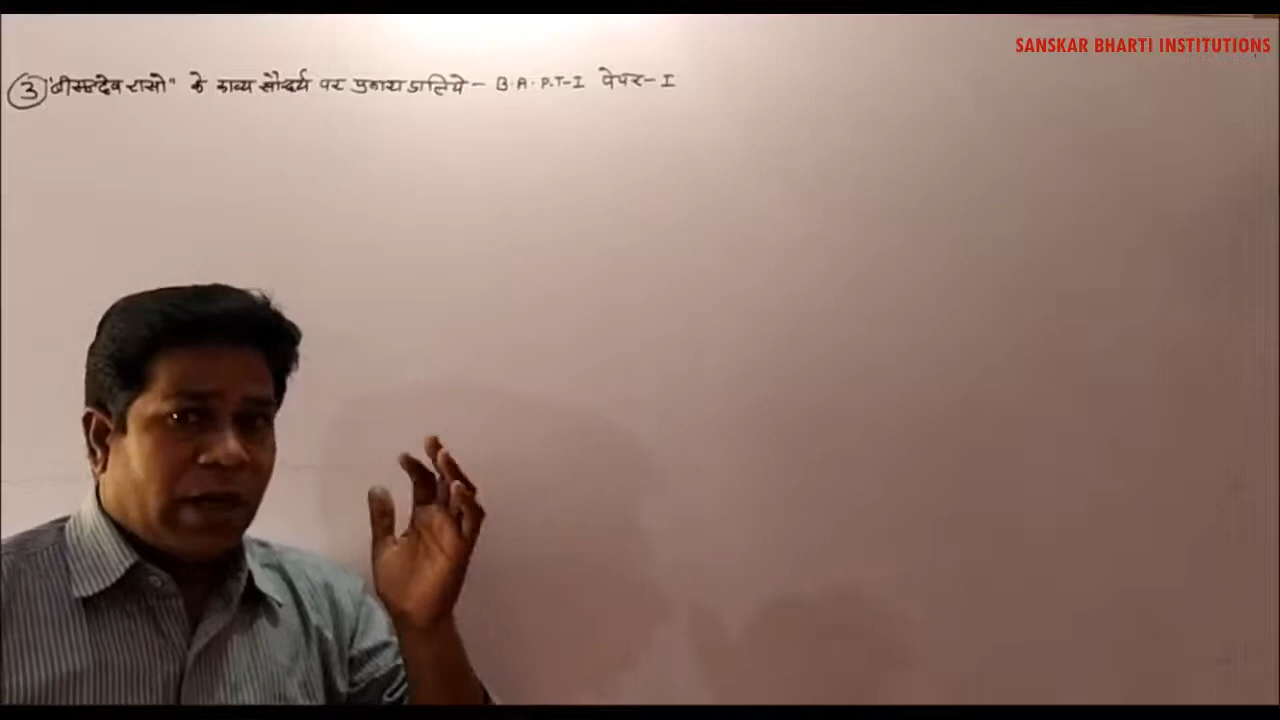 SANSKAR BHARTI INSTITUTIONS
③ "बीसलदेव रासो" के काव्य सौन्दर्य पर प्रकाश डालिये - B.A. P.T-I पेपर-I